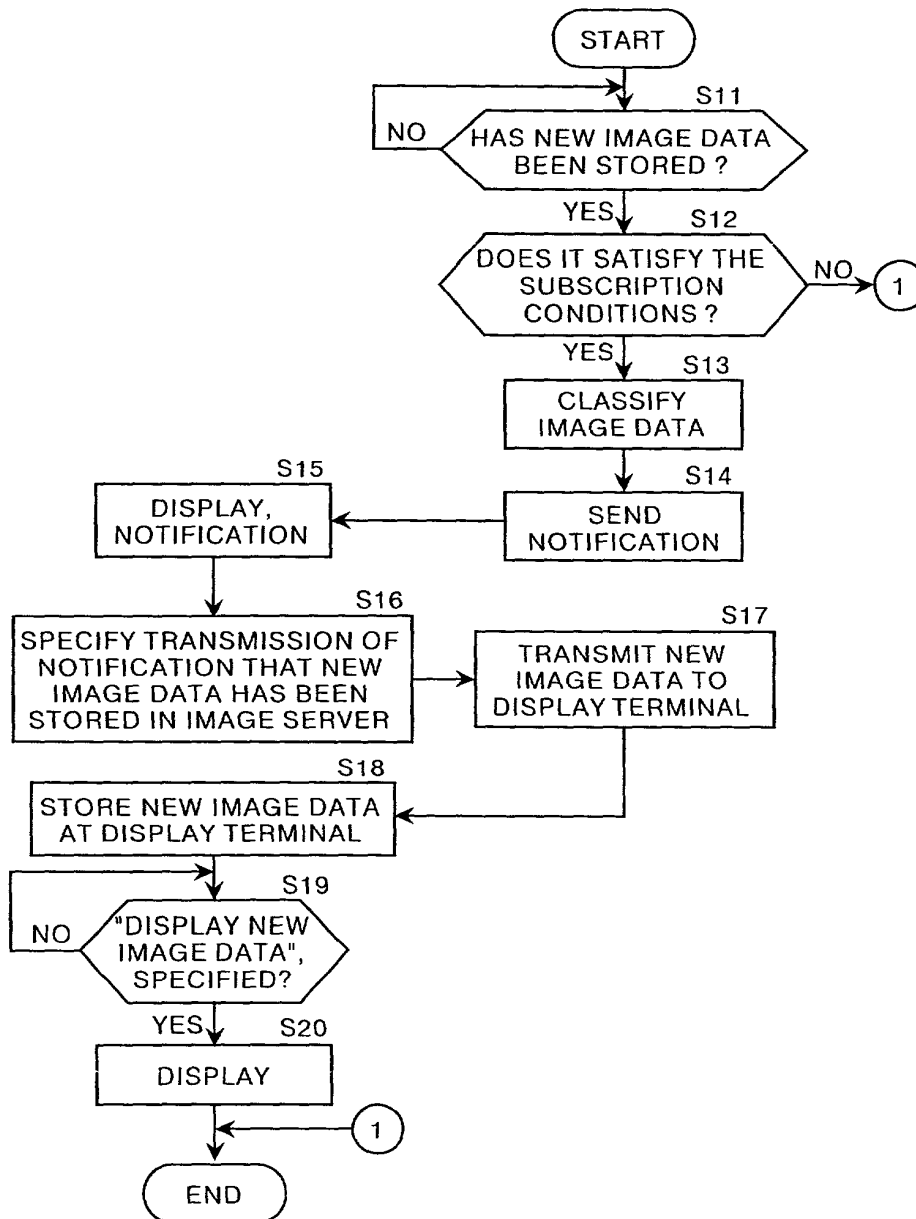 START
S11
NO
HAS NEW IMAGE DATA
BEEN STORED ?
YES
S12
DOES IT SATISFY THE
SUBSCRIPTION
CONDITIONS ?
NO
1
YES
S13
CLASSIFY
IMAGE DATA
S14
SEND
NOTIFICATION
S15
DISPLAY,
NOTIFICATION
S16
SPECIFY TRANSMISSION OF
NOTIFICATION THAT NEW
IMAGE DATA HAS BEEN
STORED IN IMAGE SERVER
S17
TRANSMIT NEW
IMAGE DATA TO
DISPLAY TERMINAL
S18
STORE NEW IMAGE DATA
AT DISPLAY TERMINAL
S19
NO
"DISPLAY NEW
IMAGE DATA",
SPECIFIED?
YES
S20
DISPLAY
1
END